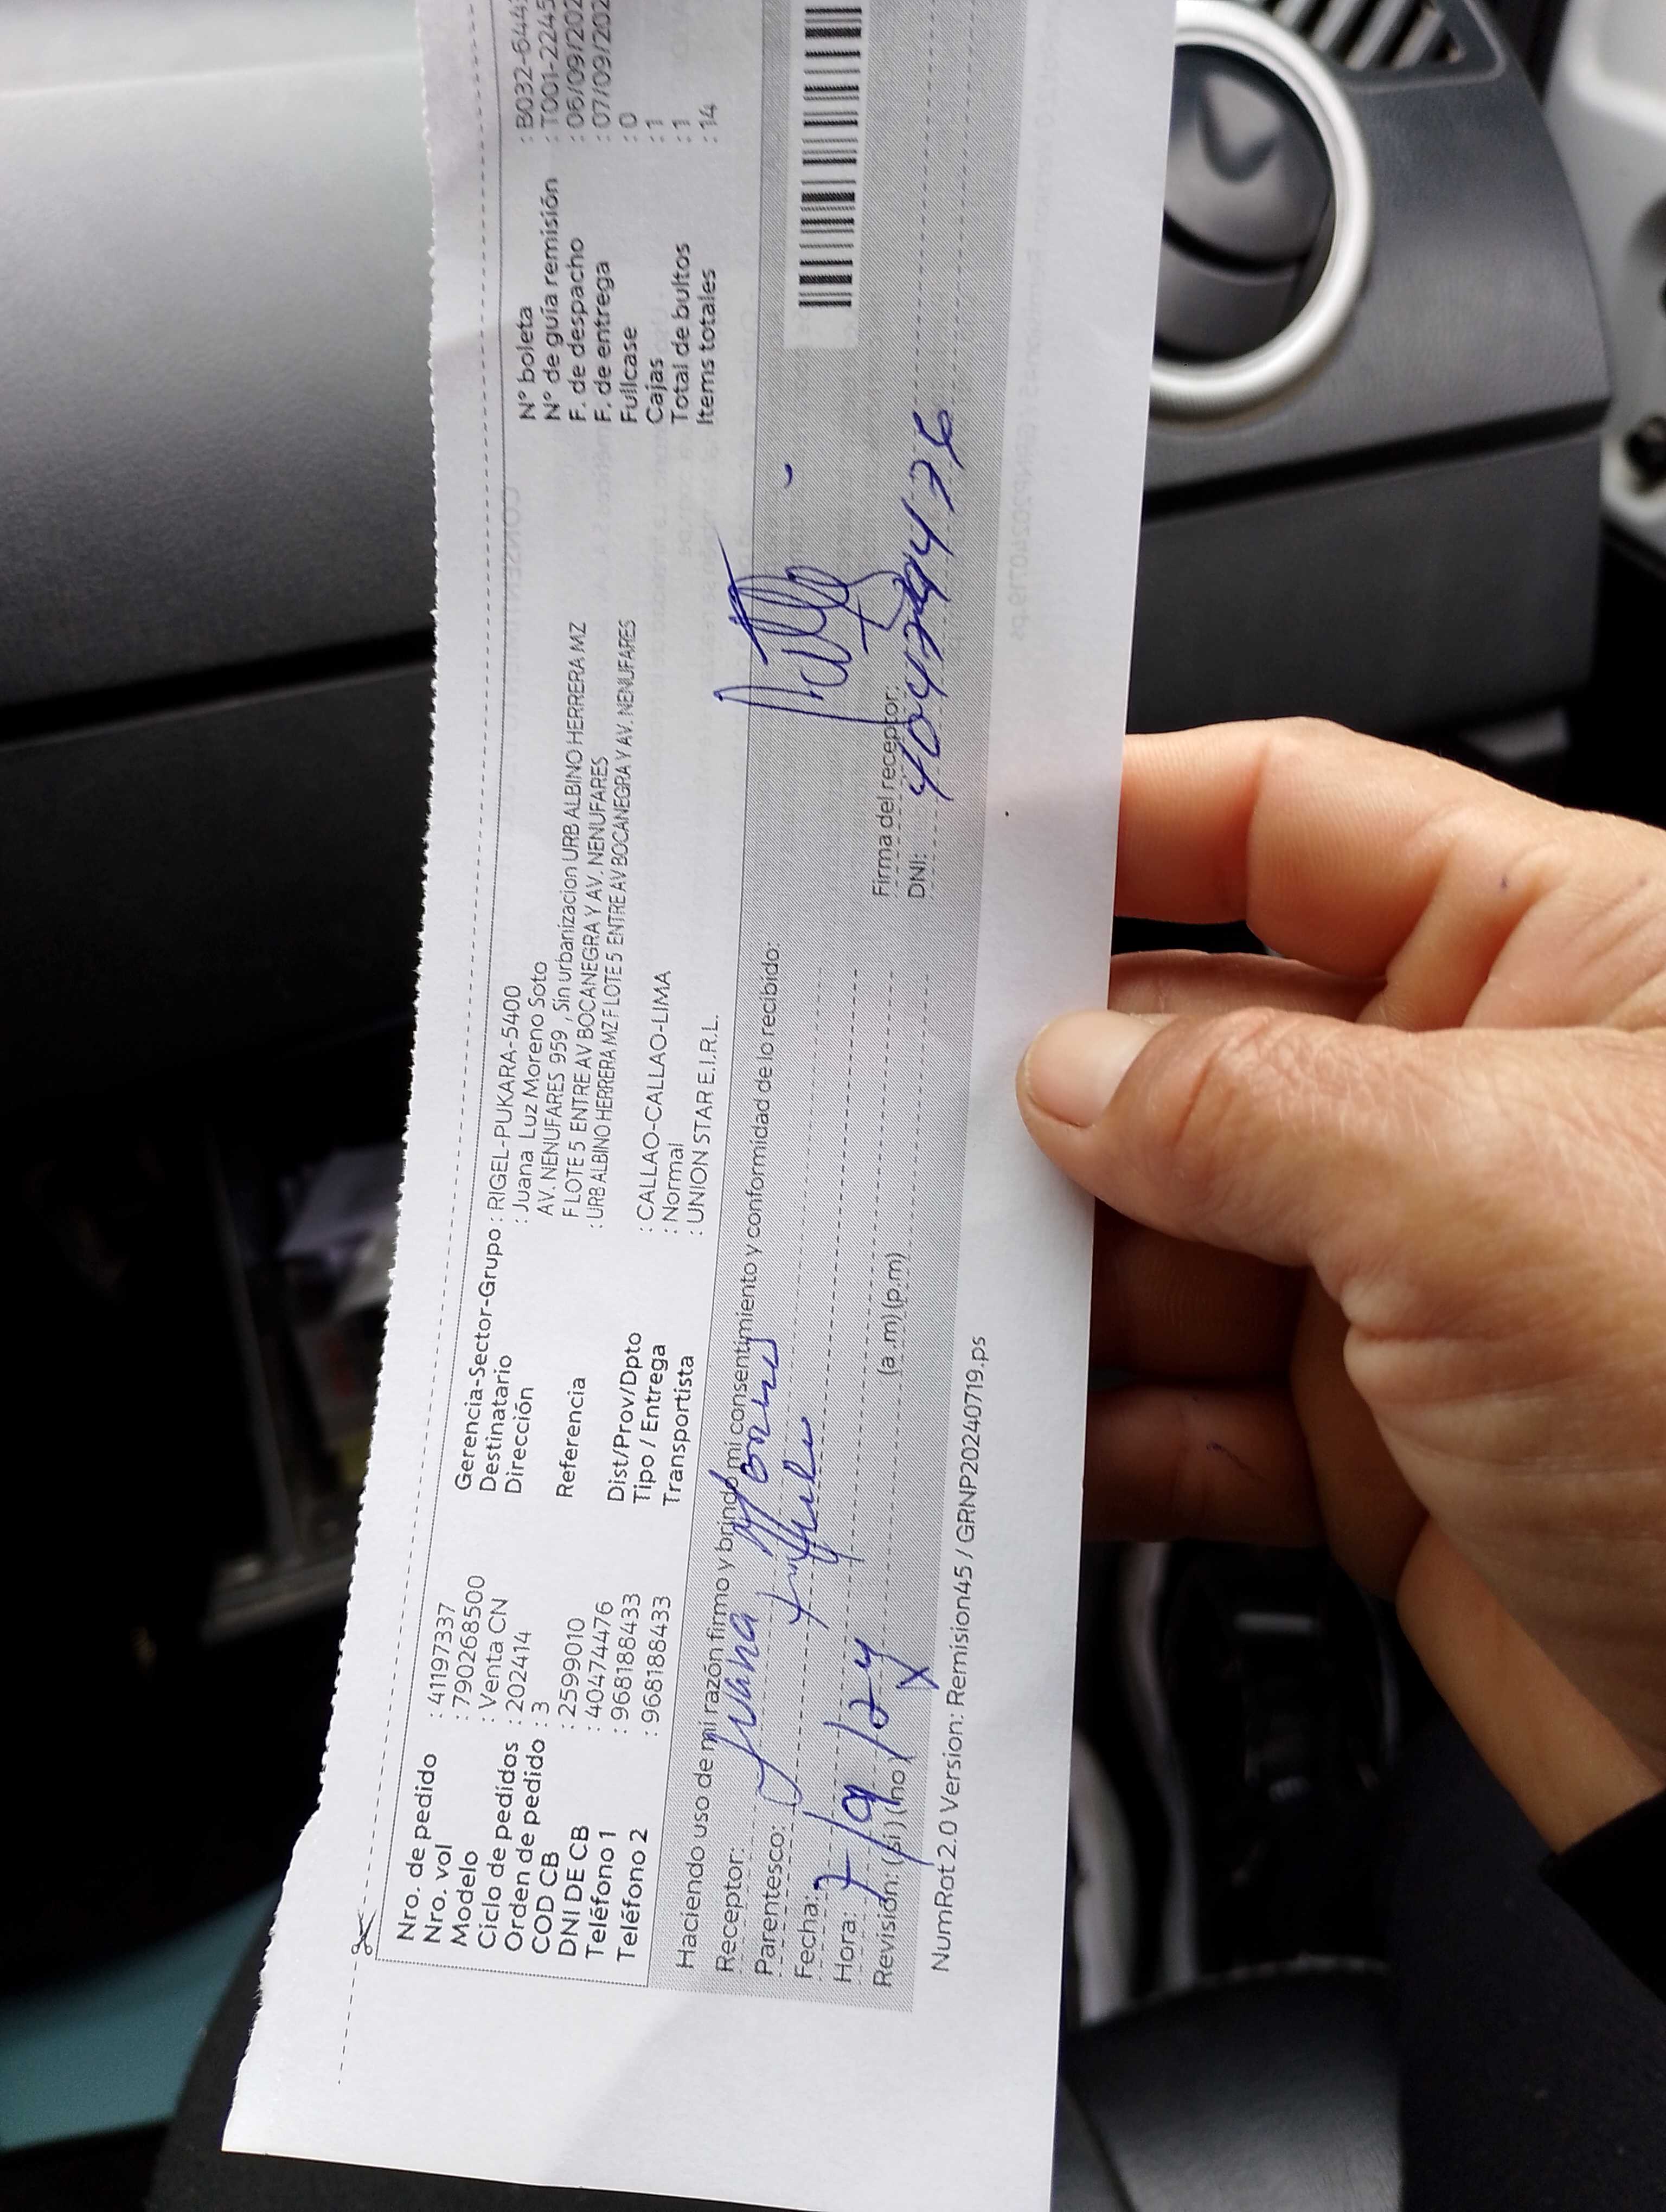 Nro. de pedido : 41197337
Nro. vol : 790268500
Modelo : Venta CN
Ciclo de pedidos : 202414
Orden de pedido : 3
COD CB : 2599010
DNI DE CB : 40474476
Teléfono 1 : 968188433
Teléfono 2 : 968188433
Gerencia-Sector-Grupo : RIGEL-PUKARA-5400
Destinatario : Juana Luz Moreno Soto
Dirección AV. NENUFARES 959 , Sin urbanizacion URB ALBINO HERRERA MZ
F LOTE 5 ENTRE AV BOCANEGRA Y AV. NENUFARES
Referencia : URB ALBINO HERRERA MZ F LOTE 5 ENTRE AV BOCANEGRA Y AV. NENUFARES
Dist/Prov/Dpto : CALLAO-CALLAO-LIMA
Tipo / Entrega : Normal
Transportista : UNION STAR E.I.R.L.
N° boleta : B032-644
N° de guía remisión : T001-2245
F. de despacho : 06/09/202
F. de entrega : 07/09/202
Fullcase : 0
Cajas : 1
Total de bultos : 1
Items totales : 14
Haciendo uso de mi razón firmo y brindo mi consentimiento y conformidad de lo recibido:
Receptor: Juana
Parentesco:
Fecha: 7/9/24
Hora: (a .m) (p.m)
Revisión: (si) (no) X
Firma del receptor:
DNI: 4047
NumRot 2.0 Version: Remision45 / GRNP20240719.ps